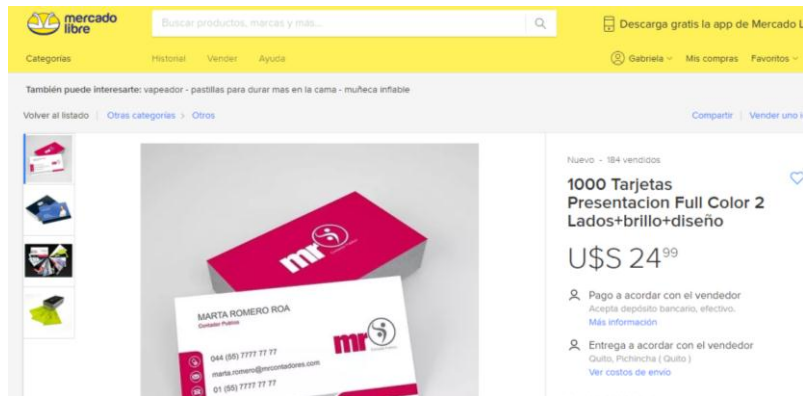 mercado
libre
Buscar productos, marcas y más...
Descarga gratis la app de Mercado L
Categorías
Historial
Vender
Ayuda
Gabriela
Mis compras
Favoritos
También puede interesarte: vapeador - pastillas para durar mas en la cama - muñeca inflable
Volver al listado | Otras categorías > Otros
Compartir | Vender uno i
Nuevo - 184 vendidos
1000 Tarjetas
Presentacion Full Color 2
Lados+brillo+diseño
U$S 24⁹⁹
Pago a acordar con el vendedor
Acepta depósito bancario, efectivo.
Más información
Entrega a acordar con el vendedor
Quito, Pichincha ( Quito )
Ver costos de envío
mr
MARTA ROMERO ROA
Contador Público
mr
044 (55) 7777 77 77
marta.romero@mrcontadores.com
01 (55) 7777 77 77